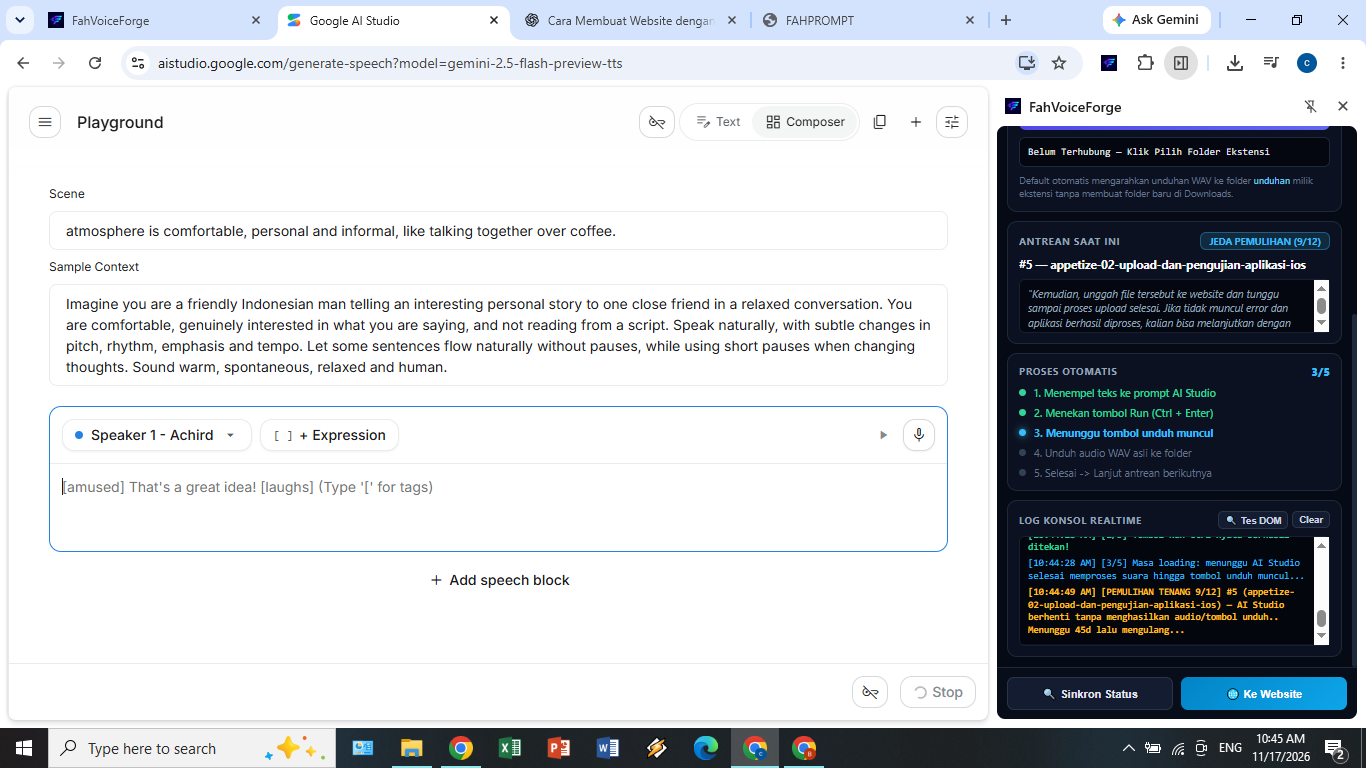 FahVoiceForge
Google AI Studio
Cara Membuat Website dengan
FAHPROMPT
Ask Gemini
aistudio.google.com/generate-speech?model=gemini-2.5-flash-preview-tts
c
Playground
Text
Composer
Scene
atmosphere is comfortable, personal and informal, like talking together over coffee.
Sample Context
Imagine you are a friendly Indonesian man telling an interesting personal story to one close friend in a relaxed conversation. You
are comfortable, genuinely interested in what you are saying, and not reading from a script. Speak naturally, with subtle changes in
pitch, rhythm, emphasis and tempo. Let some sentences flow naturally without pauses, while using short pauses when changing
thoughts. Sound warm, spontaneous, relaxed and human.
Speaker 1 - Achird
[ ] + Expression
[amused] That's a great idea! [laughs] (Type '[' for tags)
+ Add speech block
Stop
FahVoiceForge
Belum Terhubung — Klik Pilih Folder Ekstensi
Default otomatis mengarahkan unduhan WAV ke folder unduhan milik
ekstensi tanpa membuat folder baru di Downloads.
ANTREAN SAAT INI
JEDA PEMULIHAN (9/12)
#5 — appetize-02-upload-dan-pengujian-aplikasi-ios
"Kemudian, unggah file tersebut ke website dan tunggu
sampai proses upload selesai. Jika tidak muncul error dan
aplikasi berhasil diproses, kalian bisa melanjutkan dengan
PROSES OTOMATIS
3/5
1. Menempel teks ke prompt AI Studio
2. Menekan tombol Run (Ctrl + Enter)
3. Menunggu tombol unduh muncul
4. Unduh audio WAV asli ke folder
5. Selesai -> Lanjut antrean berikutnya
LOG KONSOL REALTIME
Tes DOM
Clear
ditekan!
[10:44:28 AM] [3/5] Masa loading: menunggu AI Studio
selesai memproses suara hingga tombol unduh muncul...
[10:44:49 AM] [PEMULIHAN TENANG 9/12] #5 (appetize-
02-upload-dan-pengujian-aplikasi-ios) — AI Studio
berhenti tanpa menghasilkan audio/tombol unduh..
Menunggu 45d lalu mengulang...
Sinkron Status
Ke Website
Type here to search
ENG
10:45 AM
11/17/2026
2